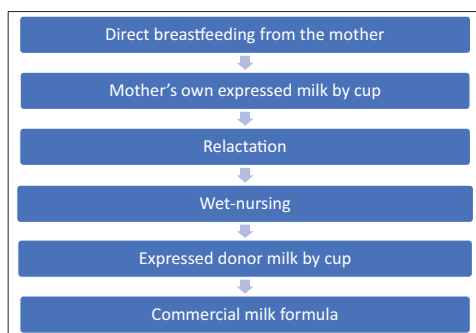 Direct breastfeeding from the mother
Mother's own expressed milk by cup
Relactation
Wet-nursing
Expressed donor milk by cup
Commercial milk formula